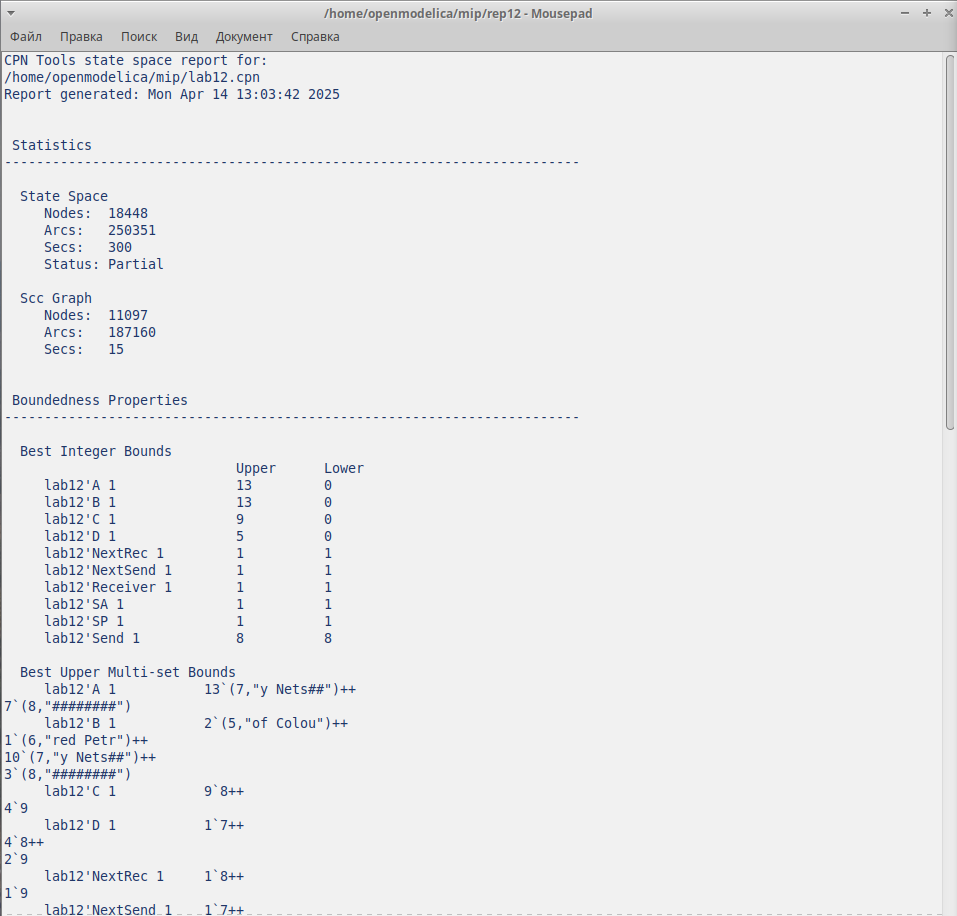 /home/openmodelica/mip/rep12 - Mousepad
Файл Правка Поиск Вид Документ Справка
CPN Tools state space report for:
/home/openmodelica/mip/lab12.cpn
Report generated: Mon Apr 14 13:03:42 2025
Statistics
------------------------------------------------------------------------
State Space
Nodes: 18448
Arcs: 250351
Secs: 300
Status: Partial
Scc Graph
Nodes: 11097
Arcs: 187160
Secs: 15
Boundedness Properties
------------------------------------------------------------------------
Best Integer Bounds
Upper Lower
lab12'A 1 13 0
lab12'B 1 13 0
lab12'C 1 9 0
lab12'D 1 5 0
lab12'NextRec 1 1 1
lab12'NextSend 1 1 1
lab12'Receiver 1 1 1
lab12'SA 1 1 1
lab12'SP 1 1 1
lab12'Send 1 8 8
Best Upper Multi-set Bounds
lab12'A 1 13`(7,"y Nets##")++
7`(8,"########")
lab12'B 1 2`(5,"of Colou")++
1`(6,"red Petr")++
10`(7,"y Nets##")++
3`(8,"########")
lab12'C 1 9`8++
4`9
lab12'D 1 1`7++
4`8++
2`9
lab12'NextRec 1 1`8++
1`9
lab12'NextSend 1 1`7++